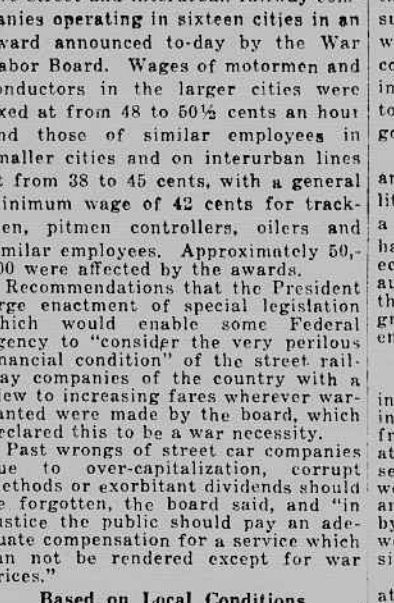 anies operating in sixteen cities in an
ward announced to-day by the War
abor Board. Wages of motormen and
onductors in the larger cities were
xed at from 48 to 50½ cents an hour
nd those of similar employees in
maller cities and on interurban lines
t from 38 to 45 cents, with a general
inimum wage of 42 cents for track-
en, pitmen controllers, oilers and
imilar employees. Approximately 50,-
00 were affected by the awards.
Recommendations that the President
rge enactment of special legislation
hich would enable some Federal
gency to "consider the very perilous
nancial condition" of the street rail-
ay companies of the country with a
iew to increasing fares wherever war-
anted were made by the board, which
eclared this to be a war necessity.
Past wrongs of street car companies
ue to over-capitalization, corrupt
ethods or exorbitant dividends should
e forgotten, the board said, and "in
ustice the public should pay an ade-
uate compensation for a service which
an not be rendered except for war
rices."
Based on Local Conditions